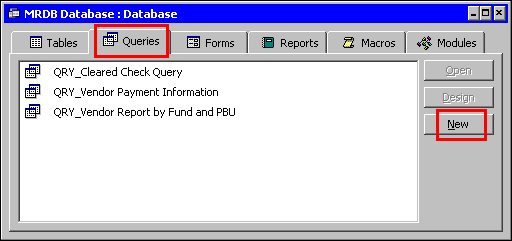 MRDB Database : Database
Tables Queries Forms Reports Macros Modules
QRY_Cleared Check Query
QRY_Vendor Payment Information
QRY_Vendor Report by Fund and PBU
Open
Design
New